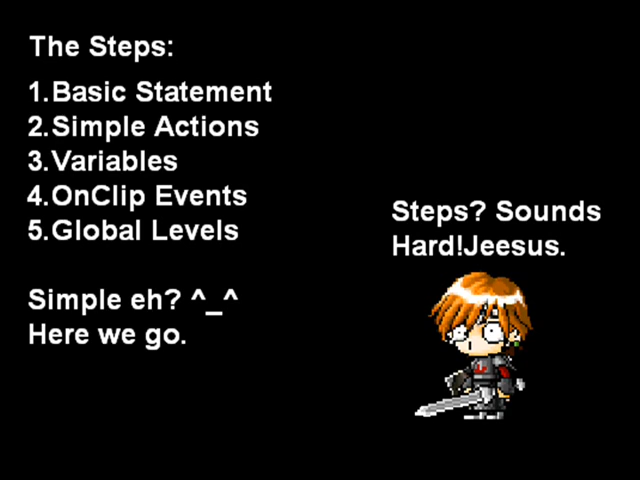 The Steps:
1.Basic Statement
2.Simple Actions
3.Variables
4.OnClip Events
5.Global Levels
Simple eh? ^_^
Here we go.
Steps? Sounds
Hard!Jeesus.